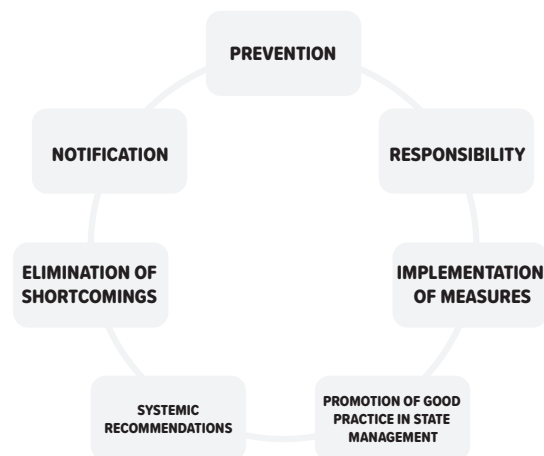 PREVENTION
NOTIFICATION
RESPONSIBILITY
ELIMINATION OF
SHORTCOMINGS
IMPLEMENTATION
OF MEASURES
SYSTEMIC
RECOMMENDATIONS
PROMOTION OF GOOD
PRACTICE IN STATE
MANAGEMENT